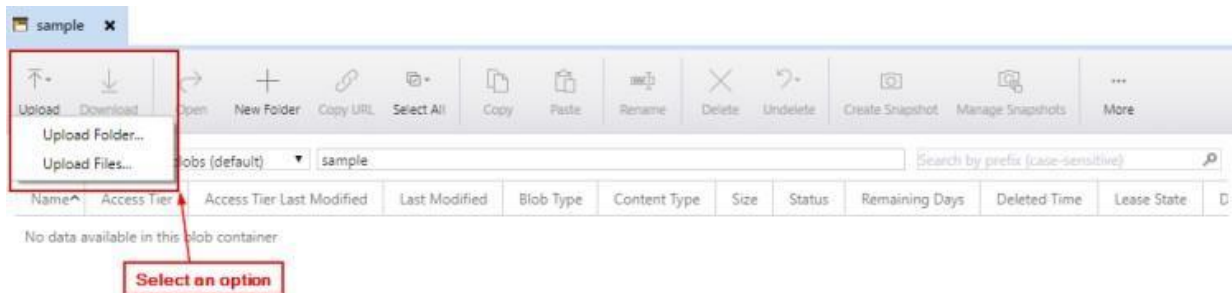 sample
Upload Download Open New Folder Copy URL Select All Copy Paste Rename Delete Undelete Create Snapshot Manage Snapshots More
Upload Folder...
Upload Files...
lobs (default) sample Search by prefix (case-sensitive)
Name Access Tier Access Tier Last Modified Last Modified Blob Type Content Type Size Status Remaining Days Deleted Time Lease State D
No data available in this blob container
Select an option